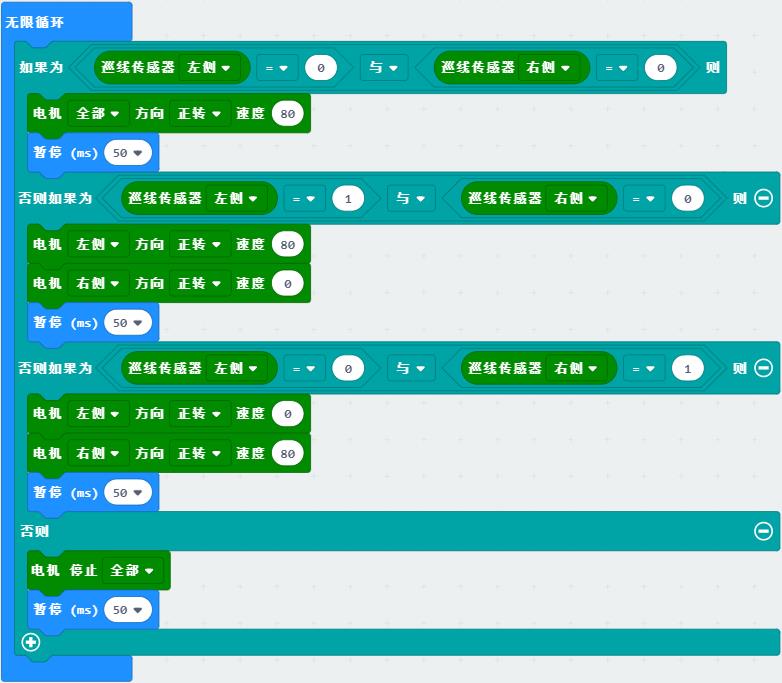 无限循环
如果为 巡线传感器 左侧 = 0 与 巡线传感器 右侧 = 0 则
电机 全部 方向 正转 速度 80
暂停 (ms) 50
否则如果为 巡线传感器 左侧 = 1 与 巡线传感器 右侧 = 0 则
电机 左侧 方向 正转 速度 80
电机 右侧 方向 正转 速度 0
暂停 (ms) 50
否则如果为 巡线传感器 左侧 = 0 与 巡线传感器 右侧 = 1 则
电机 左侧 方向 正转 速度 0
电机 右侧 方向 正转 速度 80
暂停 (ms) 50
否则
电机 停止 全部
暂停 (ms) 50